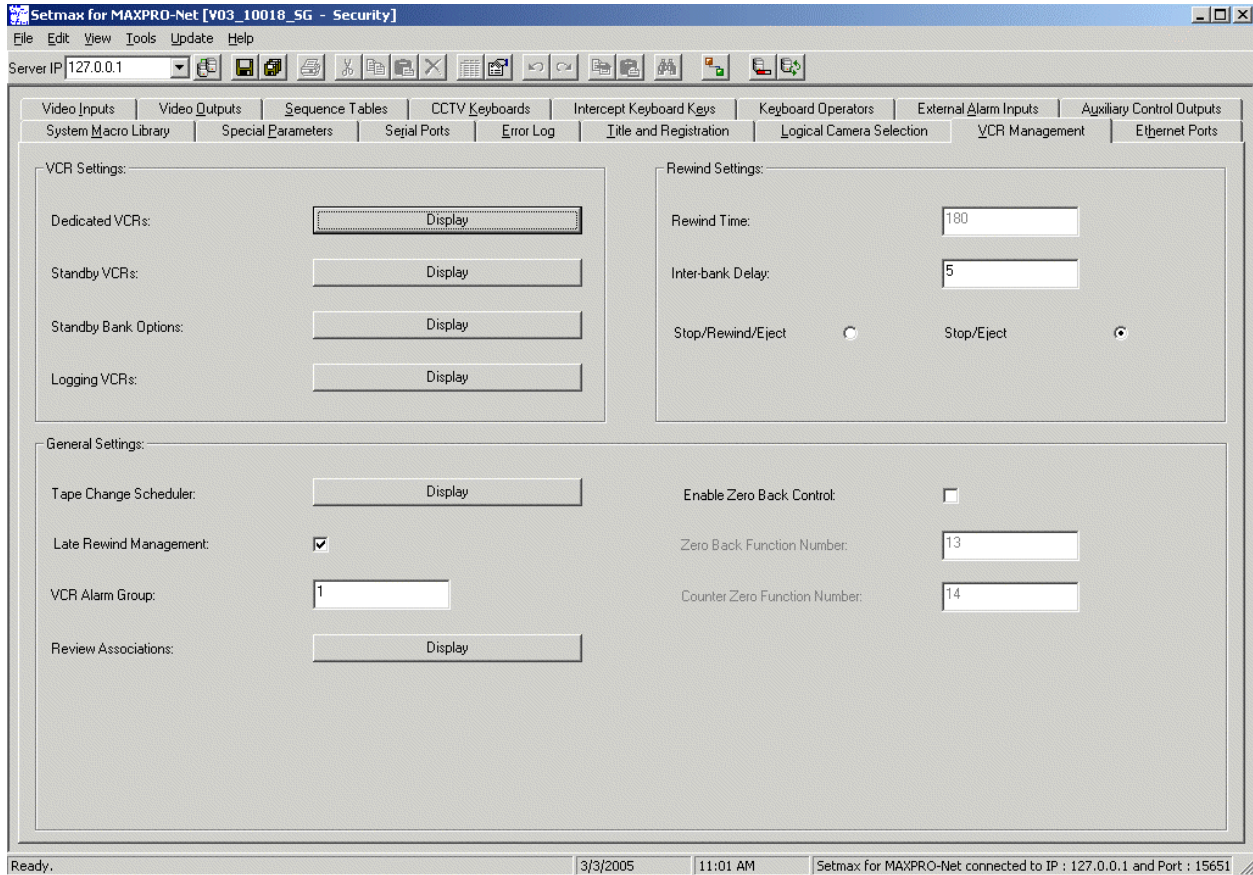 Setmax for MAXPRO-Net [V03_10018_SG - Security]
File Edit View Tools Update Help
Server IP 127.0.0.1
Video Inputs Video Outputs Sequence Tables CCTV Keyboards Intercept Keyboard Keys Keyboard Operators External Alarm Inputs Auxiliary Control Outputs
System Macro Library Special Parameters Serial Ports Error Log Title and Registration Logical Camera Selection VCR Management Ethernet Ports
VCR Settings:
Dedicated VCRs: Display
Standby VCRs: Display
Standby Bank Options: Display
Logging VCRs: Display
Rewind Settings:
Rewind Time: 180
Inter-bank Delay: 5
Stop/Rewind/Eject Stop/Eject
General Settings:
Tape Change Scheduler: Display
Late Rewind Management:
VCR Alarm Group: 1
Review Associations: Display
Enable Zero Back Control:
Zero Back Function Number: 13
Counter Zero Function Number: 14
Ready. 3/3/2005 11:01 AM Setmax for MAXPRO-Net connected to IP : 127.0.0.1 and Port : 15651